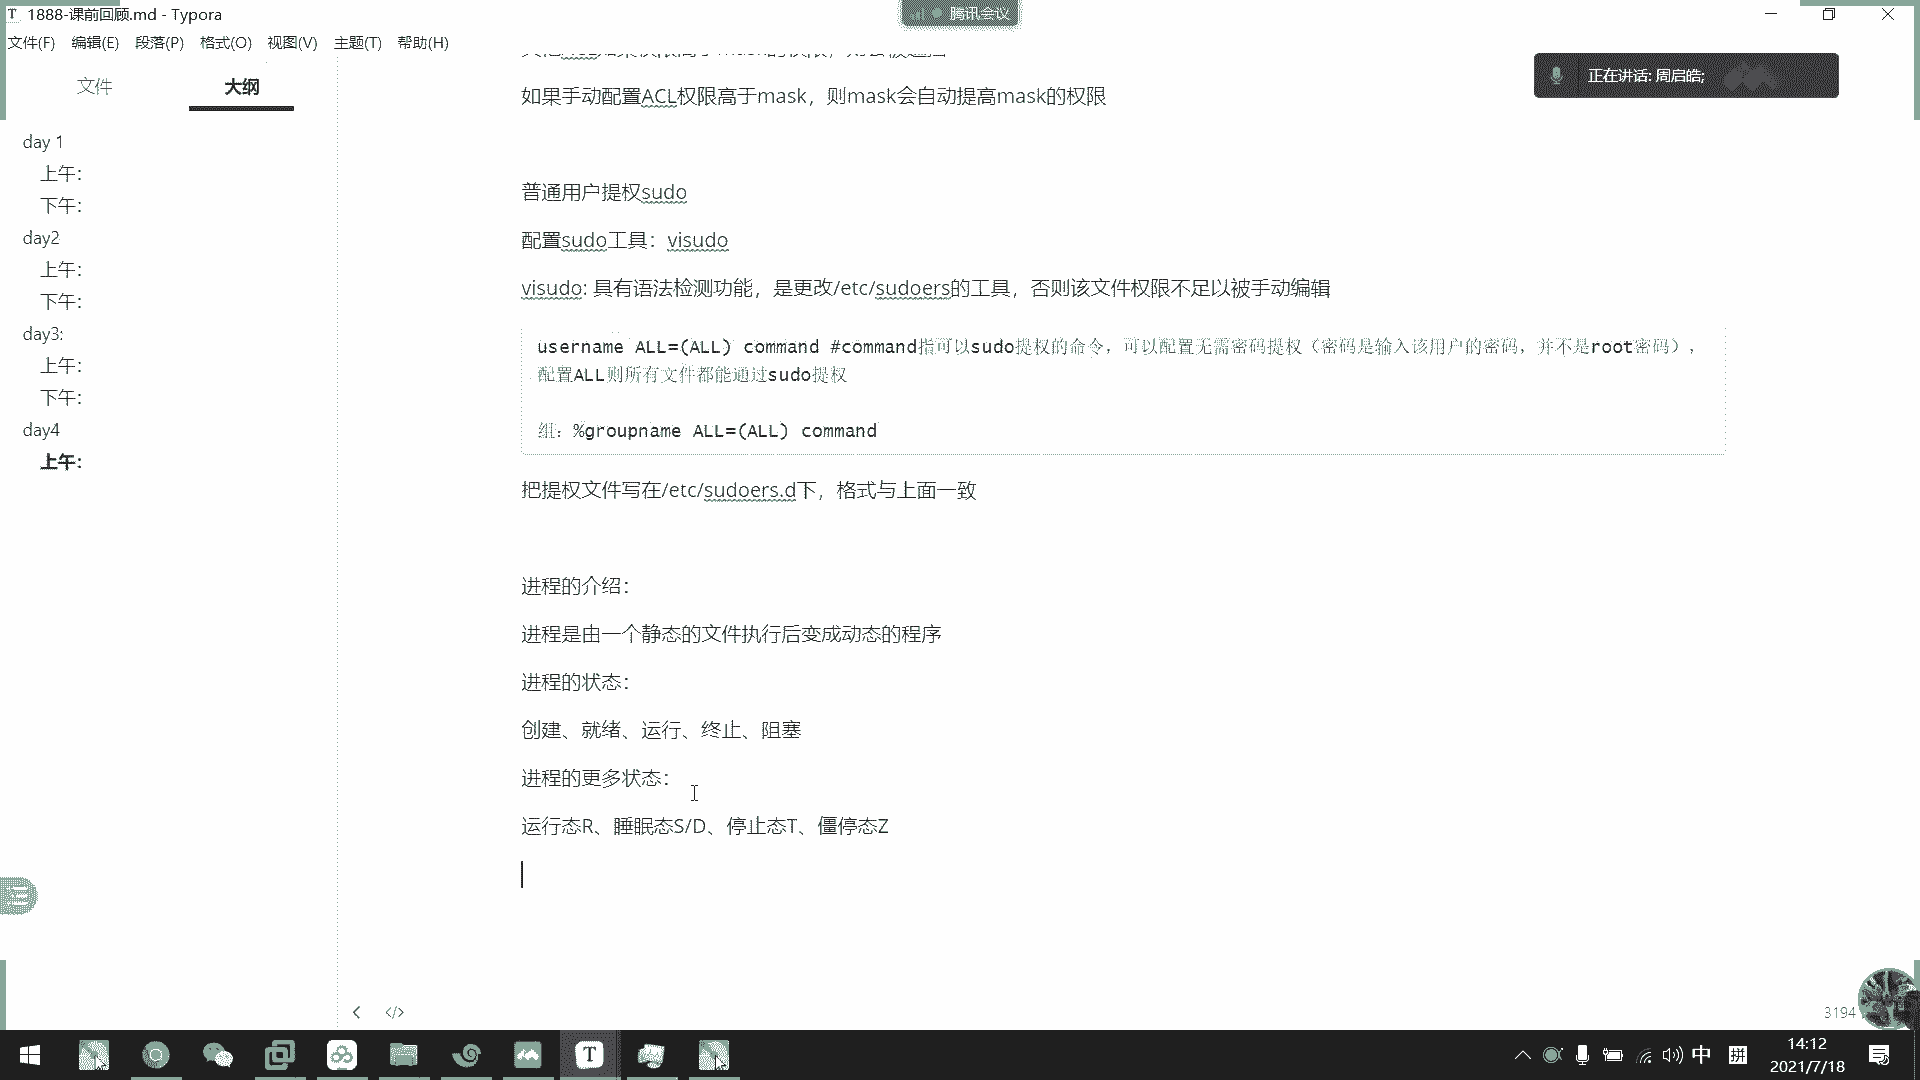 1888-课前回顾.md - Typora
腾讯会议
文件(F) 编辑(E) 段落(P) 格式(O) 视图(V) 主题(T) 帮助(H)
正在讲话: 周启皓;
文件
大纲
day 1
上午：
下午：
day2
上午：
下午：
day3:
上午：
下午：
day4
上午：
如果手动配置ACL权限高于mask，则mask会自动提高mask的权限
普通用户提权sudo
配置sudo工具：visudo
visudo: 具有语法检测功能，是更改/etc/sudoers的工具，否则该文件权限不足以被手动编辑
username ALL=(ALL) command #command指可以sudo提权的命令，可以配置无需密码提权（密码是输入该用户的密码，并不是root密码），
配置ALL则所有文件都能通过sudo提权
组：%groupname ALL=(ALL) command
把提权文件写在/etc/sudoers.d下，格式与上面一致
进程的介绍：
进程是由一个静态的文件执行后变成动态的程序
进程的状态：
创建、就绪、运行、终止、阻塞
进程的更多状态：
运行态R、睡眠态S/D、停止态T、僵停态Z
3194
中
拼
14:12
2021/7/18